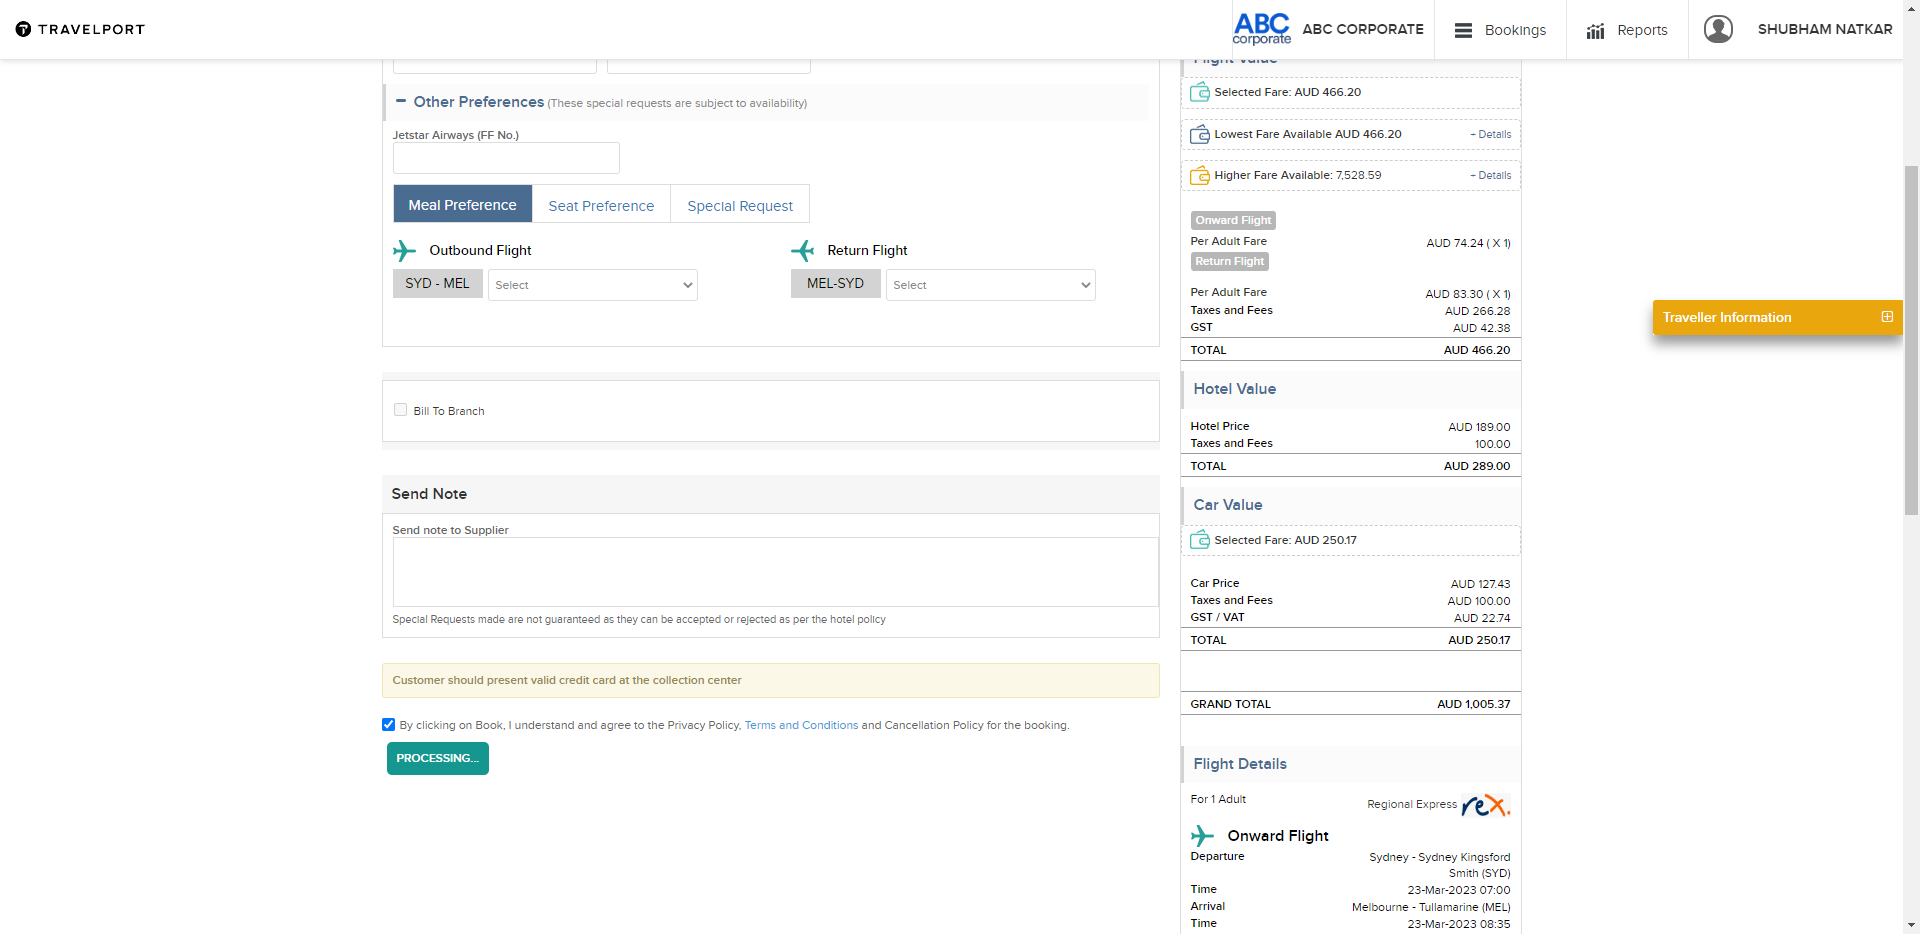 TRAVELPORT
ABC corporate
ABC CORPORATE
Bookings
Reports
SHUBHAM NATKAR
Other Preferences (These special requests are subject to availability)
Jetstar Airways (FF No.)
Meal Preference
Seat Preference
Special Request
Outbound Flight
Return Flight
SYD - MEL
Select
MEL-SYD
Select
Bill To Branch
Send Note
Send note to Supplier
Special Requests made are not guaranteed as they can be accepted or rejected as per the hotel policy
Customer should present valid credit card at the collection center
By clicking on Book, I understand and agree to the Privacy Policy, Terms and Conditions and Cancellation Policy for the booking.
PROCESSING...
Flight Value
Selected Fare: AUD 466.20
Lowest Fare Available AUD 466.20 + Details
Higher Fare Available: 7,528.59 + Details
Onward Flight
Per Adult Fare AUD 74.24 ( X 1)
Return Flight
Per Adult Fare AUD 83.30 ( X 1)
Taxes and Fees AUD 266.28
GST AUD 42.38
TOTAL AUD 466.20
Hotel Value
Hotel Price AUD 189.00
Taxes and Fees 100.00
TOTAL AUD 289.00
Car Value
Selected Fare: AUD 250.17
Car Price AUD 127.43
Taxes and Fees AUD 100.00
GST / VAT AUD 22.74
TOTAL AUD 250.17
GRAND TOTAL AUD 1,005.37
Flight Details
For 1 Adult Regional Express rex.
Onward Flight
Departure Sydney - Sydney Kingsford
Smith (SYD)
Time 23-Mar-2023 07:00
Arrival Melbourne - Tullamarine (MEL)
Time 23-Mar-2023 08:35
Traveller Information